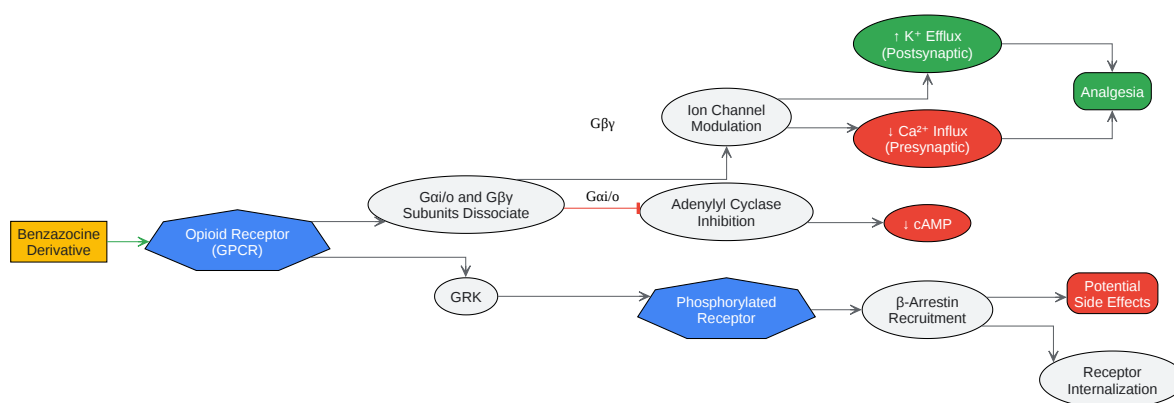 ↑ K⁺ Efflux
(Postsynaptic)
Analgesia
Ion Channel
Modulation
Gβγ
↓ Ca²⁺ Influx
(Presynaptic)
Gαi/o and Gβγ
Subunits Dissociate
Gαi/o
Adenylyl Cyclase
Inhibition
↓ cAMP
Benzazocine
Derivative
Opioid Receptor
(GPCR)
GRK
Phosphorylated
Receptor
β-Arrestin
Recruitment
Potential
Side Effects
Receptor
Internalization